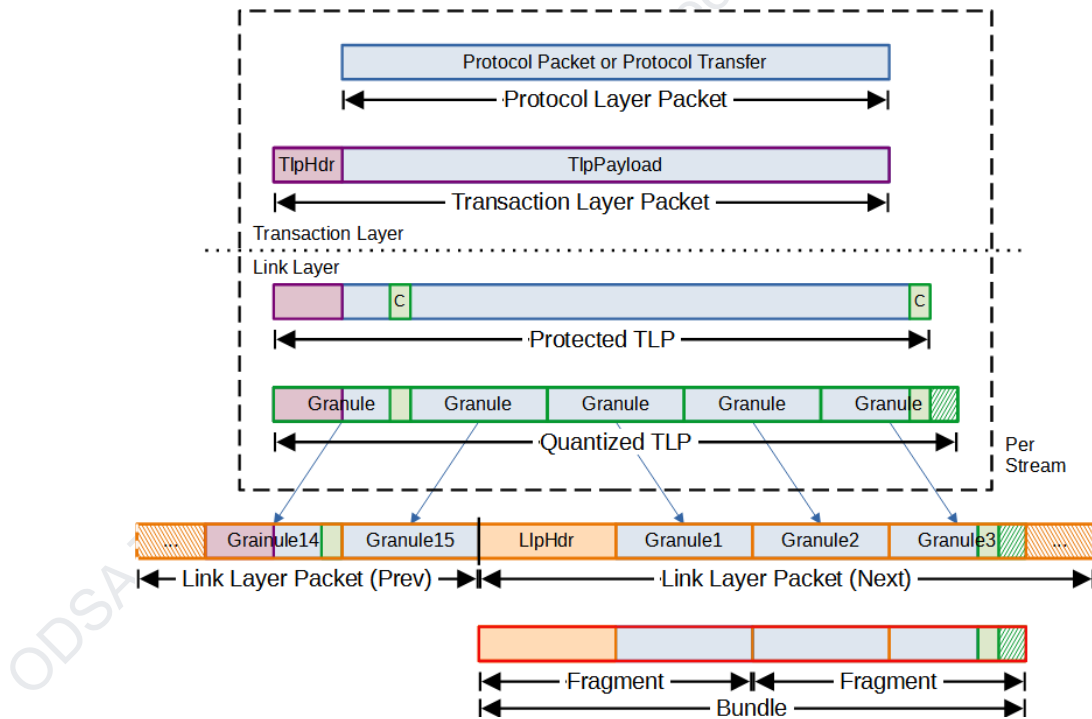 Protocol Packet or Protocol Transfer
Protocol Layer Packet
TlpHdr TlpPayload
Transaction Layer Packet
Transaction Layer
Link Layer
C C
Protected TLP
Granule Granule Granule Granule Granule
Quantized TLP
Per
Stream
... Grainule14 Granule15 LlpHdr Granule1 Granule2 Granule3 ...
Link Layer Packet (Prev) Link Layer Packet (Next)
Fragment Fragment
Bundle
ODSA